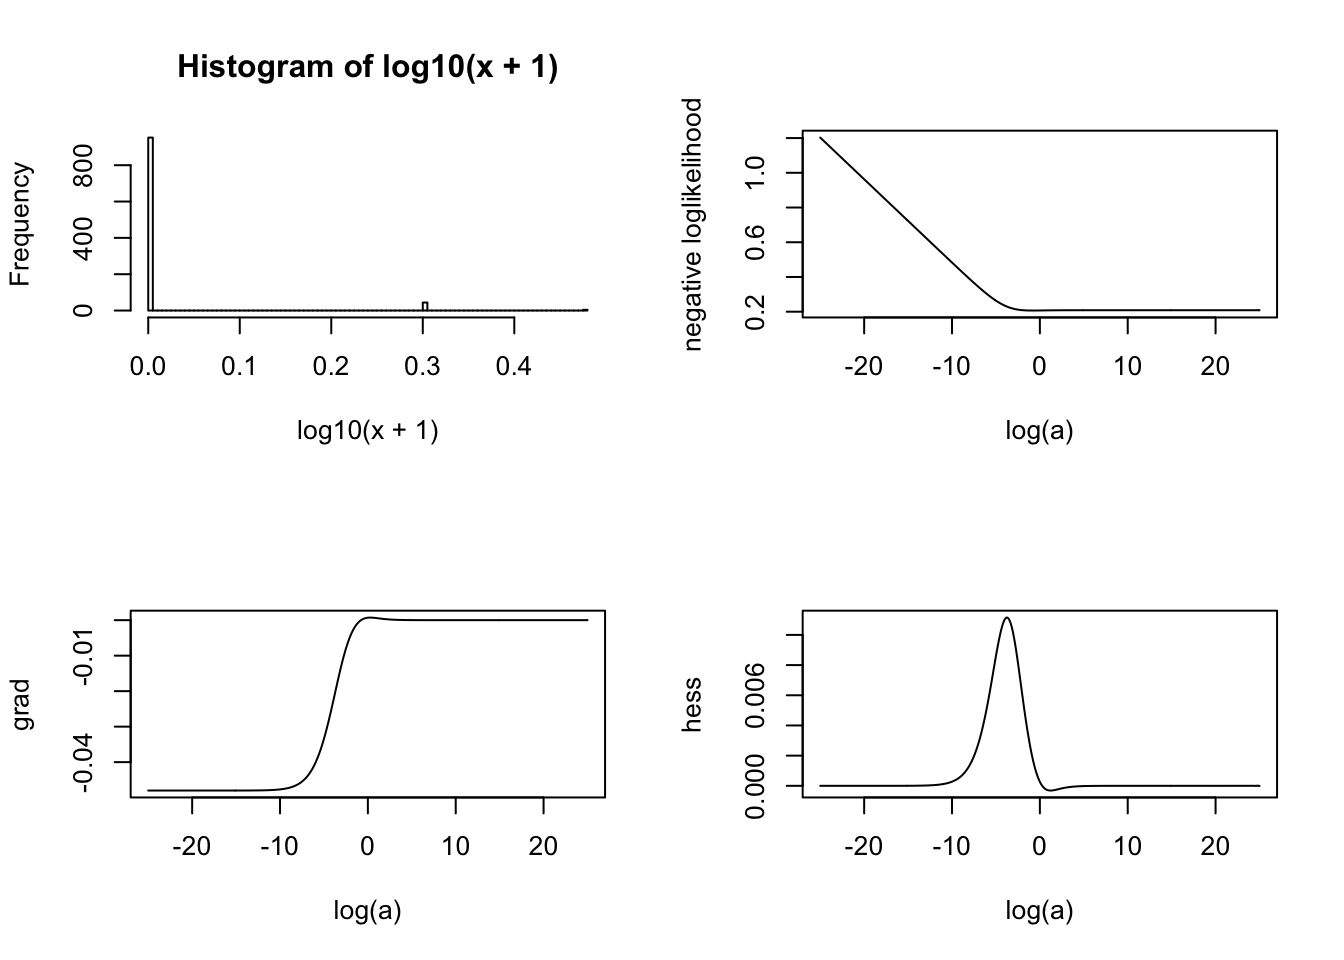 Histogram of log10(x + 1)
Frequency
800
400
0
0.0 0.1 0.2 0.3 0.4
log10(x + 1)
negative loglikelihood
1.0
0.6
0.2
-20 -10 0 10 20
log(a)
grad
-0.01
-0.04
-20 -10 0 10 20
log(a)
hess
0.006
0.000
-20 -10 0 10 20
log(a)